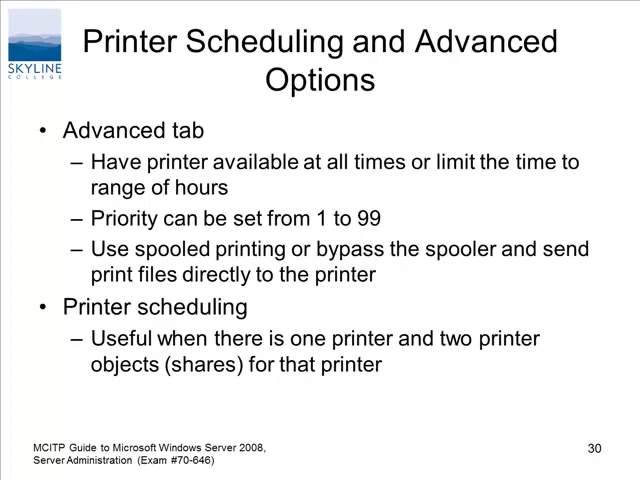 SKYLINE
COLLEGE
Printer Scheduling and Advanced
Options
• Advanced tab
– Have printer available at all times or limit the time to
range of hours
– Priority can be set from 1 to 99
– Use spooled printing or bypass the spooler and send
print files directly to the printer
• Printer scheduling
– Useful when there is one printer and two printer
objects (shares) for that printer
MCITP Guide to Microsoft Windows Server 2008,
Server Administration (Exam #70-646)
30